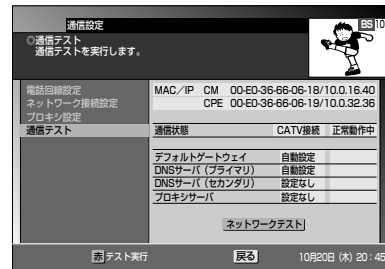 通信設定
BS 10
◎通信テスト
通信テストを実行します。
電話回線設定
ネットワーク接続設定
プロキシ設定
通信テスト
MAC／IP CM 00-E0-36-66-06-18/10.0.16.40
CPE 00-E0-36-66-06-19/10.0.32.36
通信状態 CATV接続 正常動作中
デフォルトゲートウェイ 自動設定
DNSサーバ（プライマリ） 自動設定
DNSサーバ（セカンダリ） 設定なし
プロキシサーバ 設定なし
ネットワークテスト
赤 テスト実行 戻る 10月20日（木）20：45